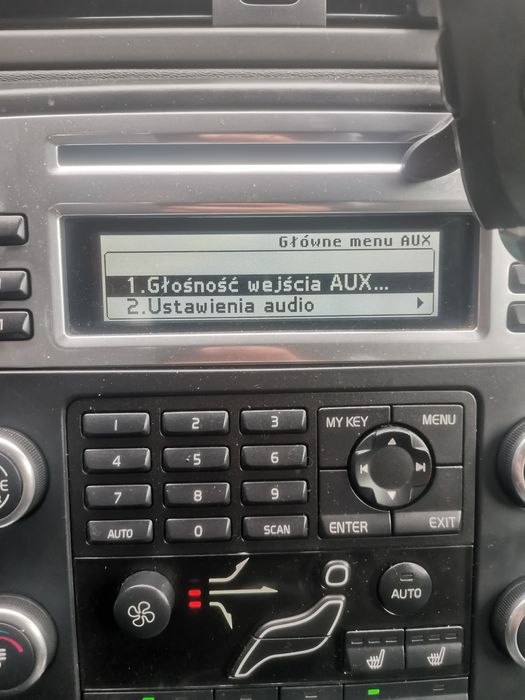 Główne menu AUX
1.Głośność wejścia AUX...
2.Ustawienia audio
1 2 3
MY KEY MENU
4 5 6
7 8 9
AUTO 0 SCAN
ENTER EXIT
AUTO